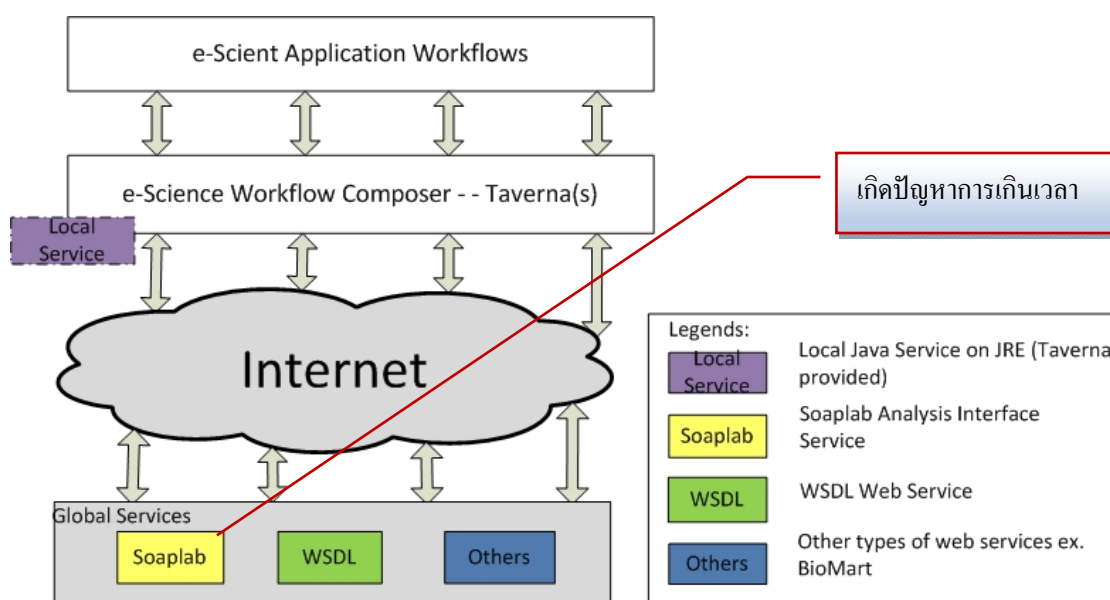 e-Scient Application Workflows
e-Science Workflow Composer - - Taverna(s)
เกิดปัญหาการเกินเวลา
Local
Service
Internet
Legends:
Local
Service
Local Java Service on JRE (Taverna
provided)
Soaplab
Soaplab Analysis Interface
Service
WSDL
WSDL Web Service
Others
Other types of web services ex.
BioMart
Global Services
Soaplab
WSDL
Others